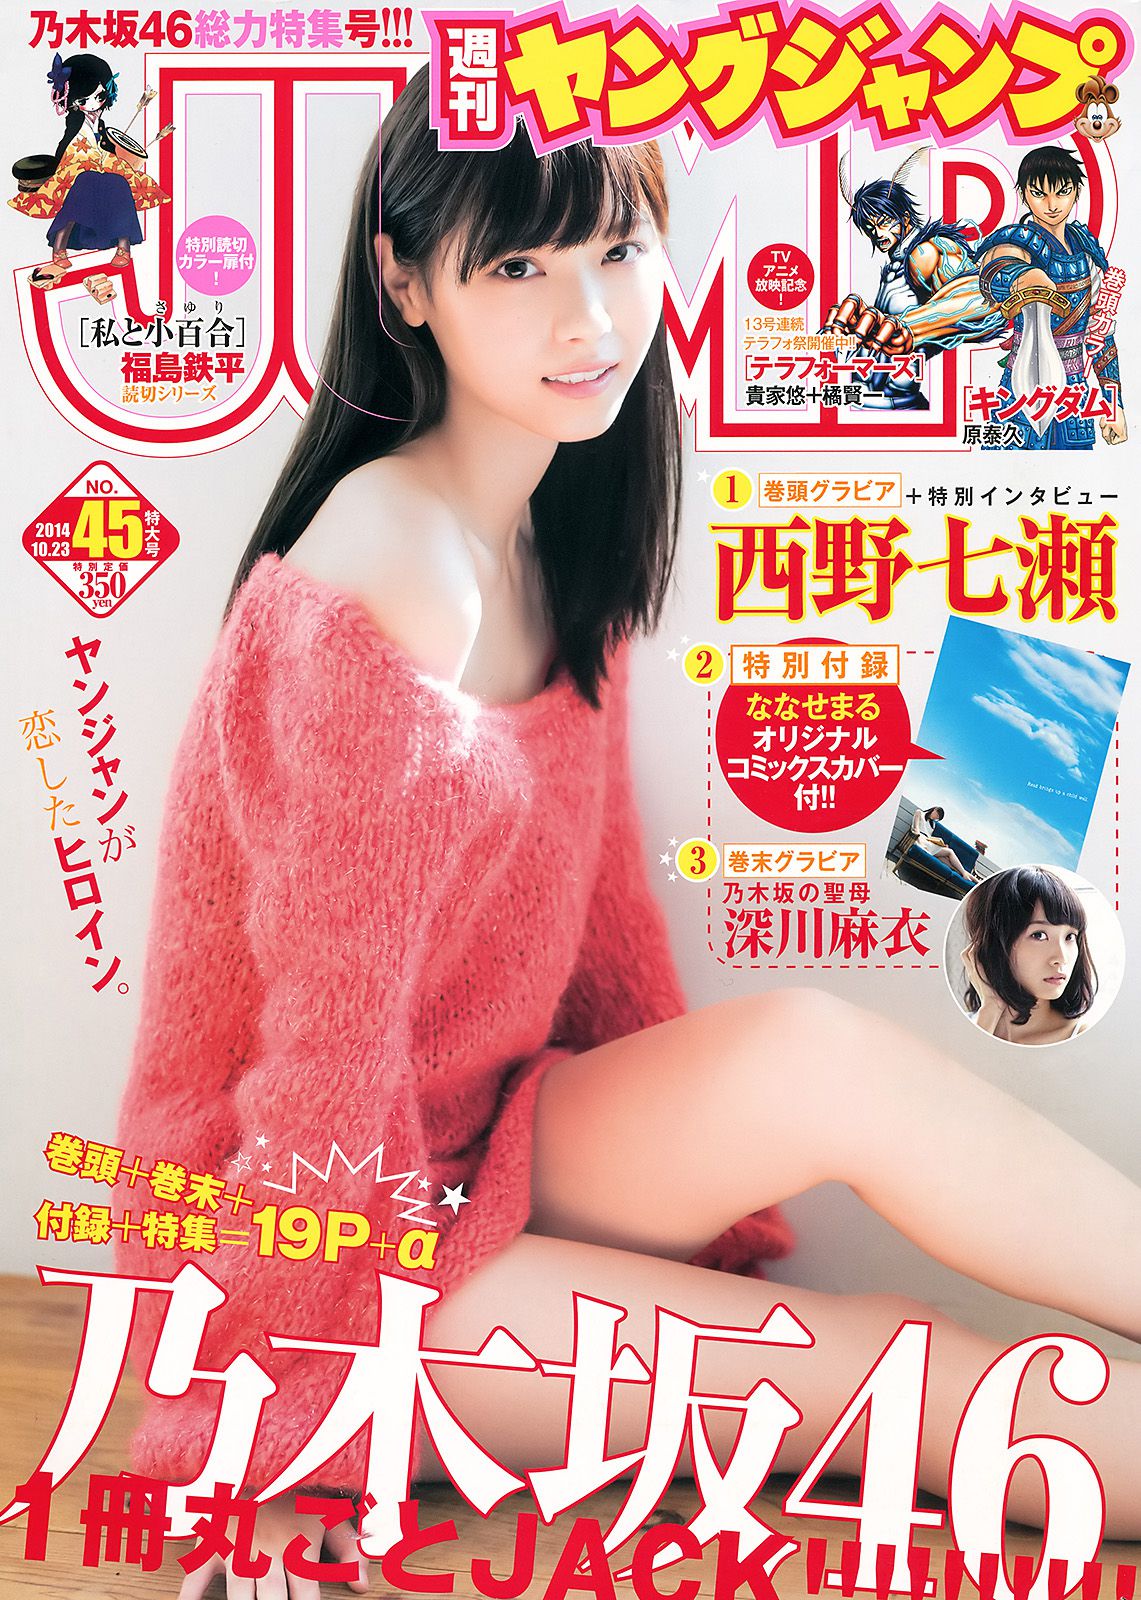 乃木坂46総力特集号!!!
週刊
ヤングジャンプ
JUMP
特別読切
カラー扉付
!
さゆり
[私と小百合]
福島鉄平
読切シリーズ
TV
アニメ
放映記念
!
13号連続
テラフォ祭開催中!!
[テラフォーマーズ]
貴家悠+橘賢一
巻頭カラー
[キングダム]
原泰久
NO.
45
特大号
2014
10.23
特別定価
350
yen
ヤンジャンが
恋したヒロイン。
1 巻頭グラビア +特別インタビュー
西野七瀬
2 特別付録
ななせまる
オリジナル
コミックスカバー
付!!
Read brings up a child well.
3 巻末グラビア
乃木坂の聖母
深川麻衣
巻頭+巻末+
付録+特集=19P+α
乃木坂46
1冊丸ごとJACK!!!!!!!!